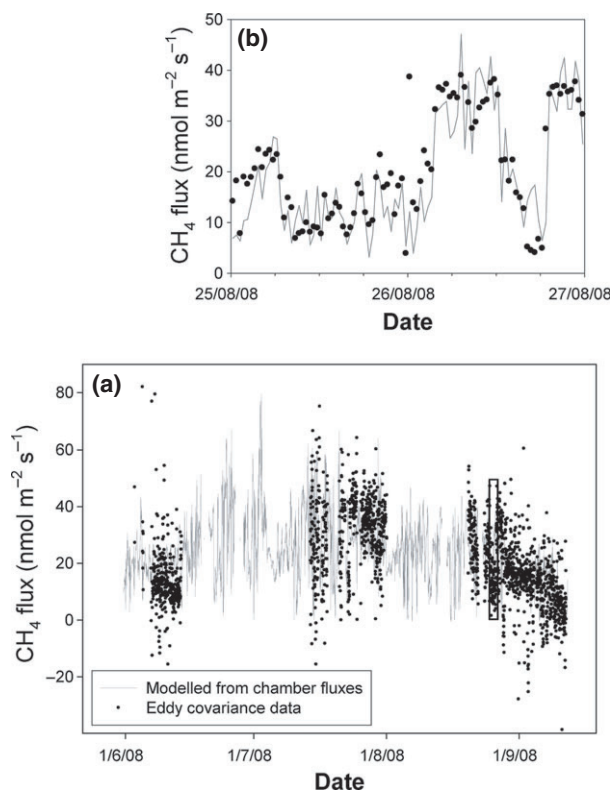 (b)
50
40
30
20
10
0
CH₄ flux (nmol m⁻² s⁻¹)
25/08/08 26/08/08 27/08/08
Date
(a)
80
60
40
20
0
−20
CH₄ flux (nmol m⁻² s⁻¹)
Modelled from chamber fluxes
Eddy covariance data
1/6/08 1/7/08 1/8/08 1/9/08
Date